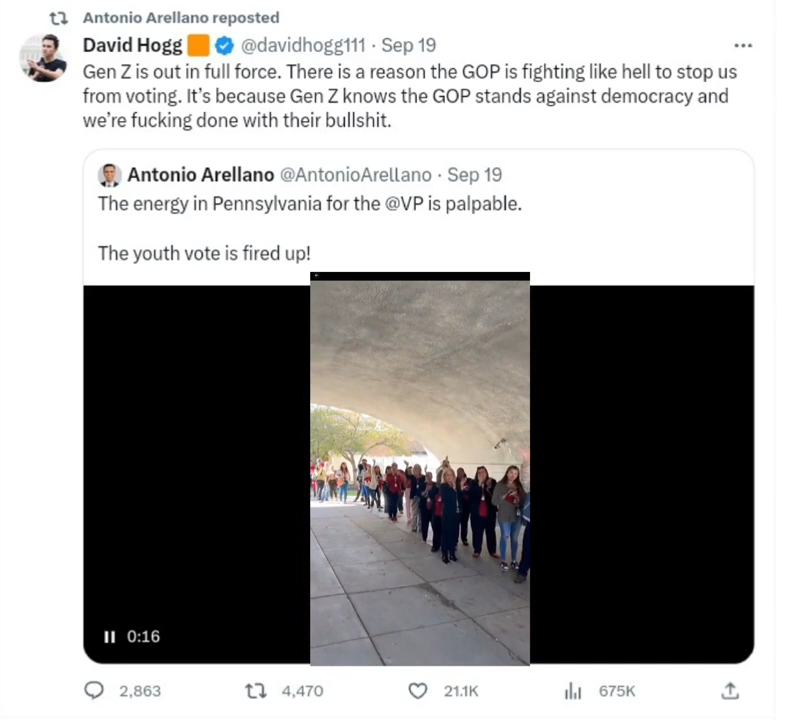 Antonio Arellano reposted
David Hogg 🟧 @davidhogg111 · Sep 19
Gen Z is out in full force. There is a reason the GOP is fighting like hell to stop us
from voting. It’s because Gen Z knows the GOP stands against democracy and
we’re fucking done with their bullshit.
Antonio Arellano @AntonioArellano · Sep 19
The energy in Pennsylvania for the @VP is palpable.
The youth vote is fired up!
0:16
2,863 4,470 21.1K 675K